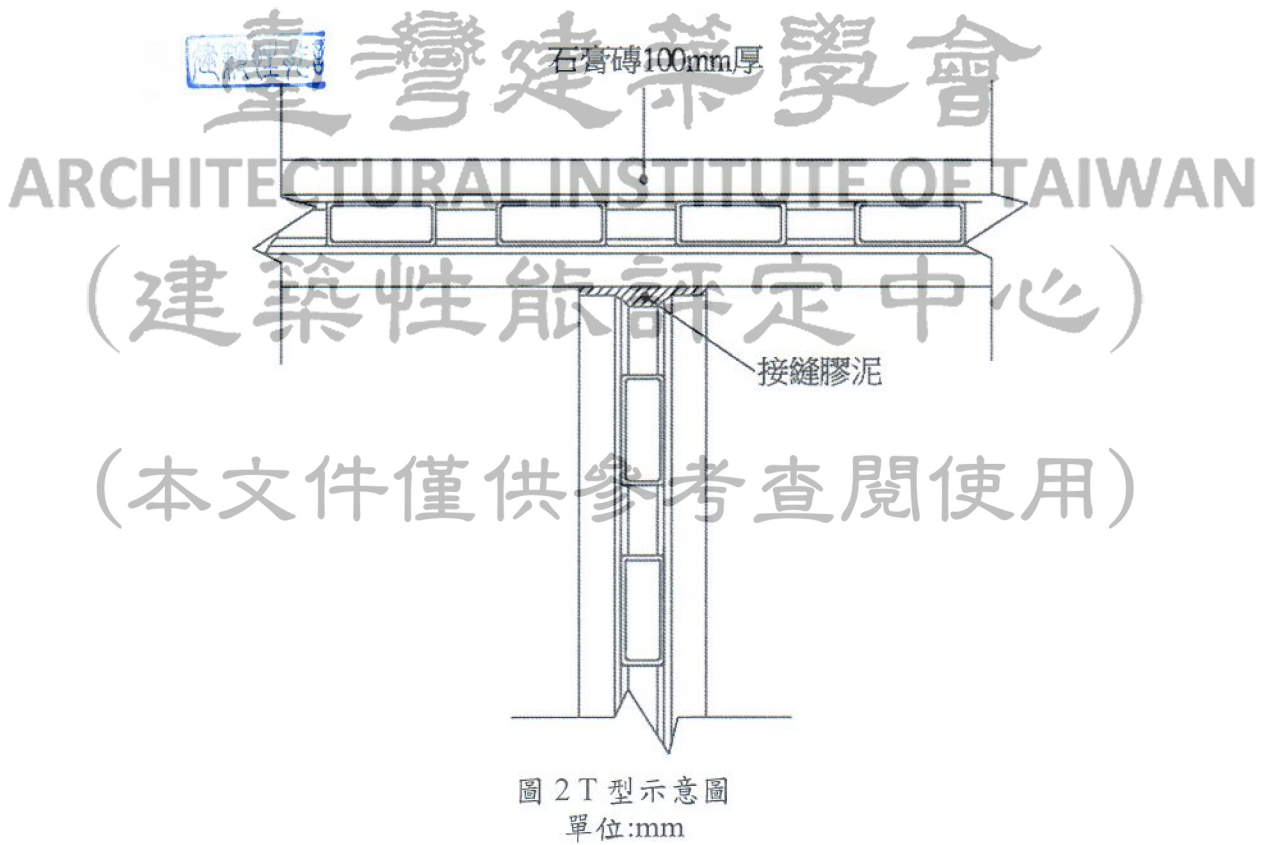 臺灣建築學會
石膏磚100mm厚
ARCHITECTURAL INSTITUTE OF TAIWAN
(建築性能評定中心)
接縫膠泥
(本文件僅供參考查閱使用)
圖 2 T 型示意圖
單位:mm